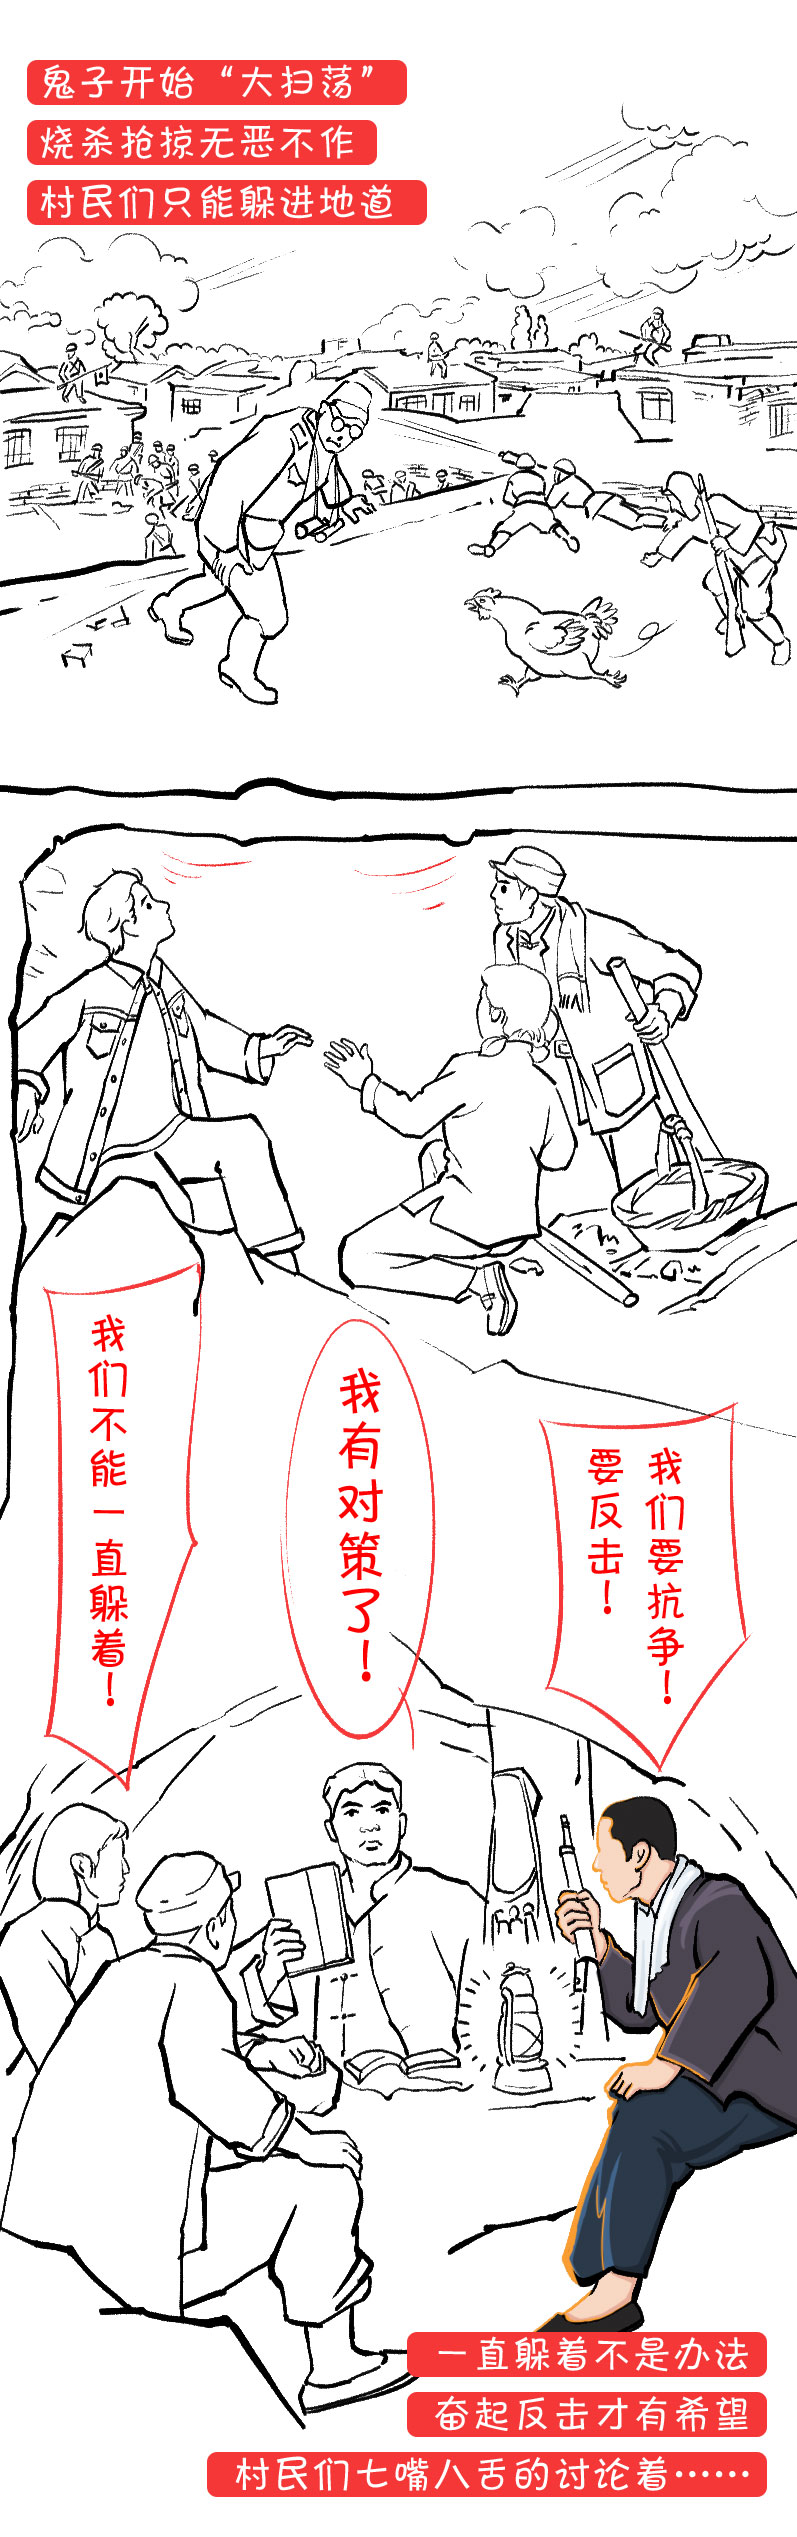 鬼子开始“大扫荡”
烧杀抢掠无恶不作
村民们只能躲进地道
我们不能一直躲着！
我有对策了！
我们要抗争！
要反击！
一直躲着不是办法
奋起反击才有希望
村民们七嘴八舌的讨论着……